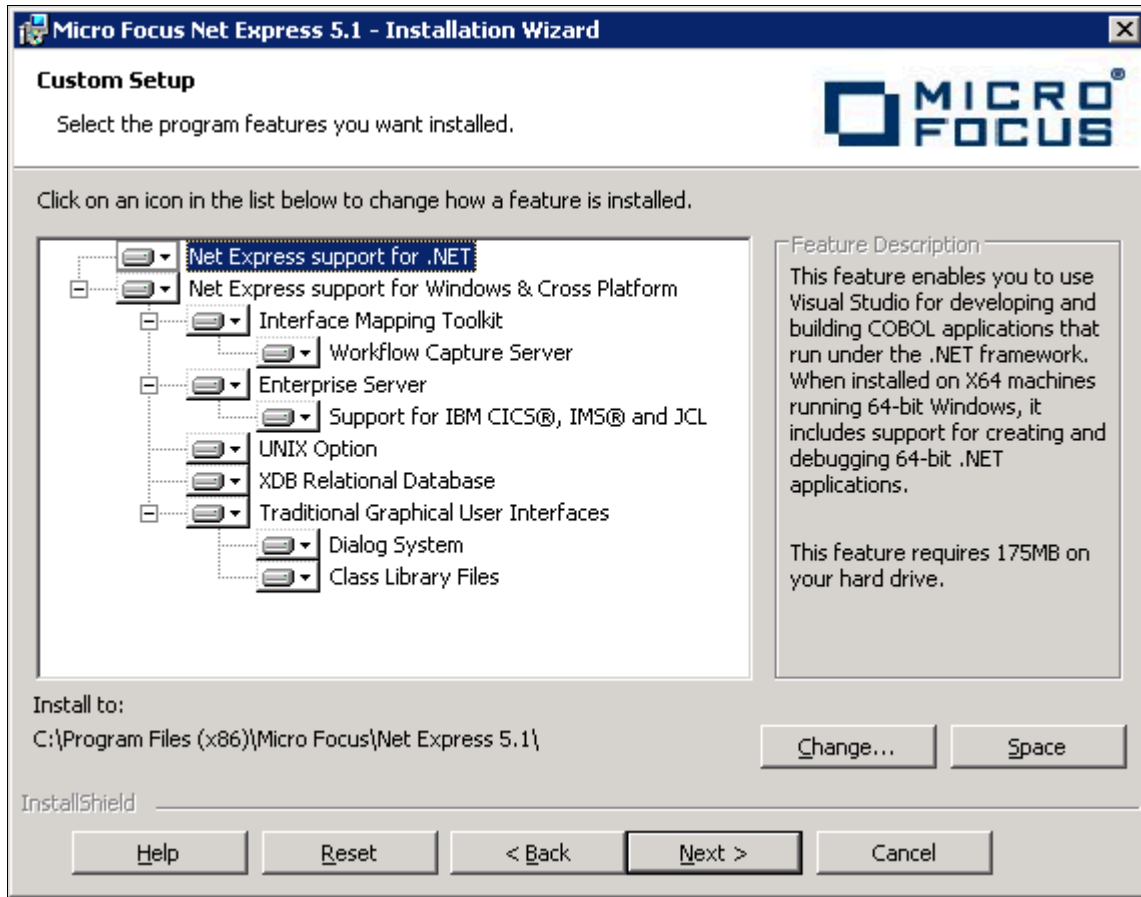 Micro Focus Net Express 5.1 - Installation Wizard
Custom Setup
Select the program features you want installed.
MICRO
FOCUS
®
Click on an icon in the list below to change how a feature is installed.
Net Express support for .NET
Net Express support for Windows & Cross Platform
Interface Mapping Toolkit
Workflow Capture Server
Enterprise Server
Support for IBM CICS®, IMS® and JCL
UNIX Option
XDB Relational Database
Traditional Graphical User Interfaces
Dialog System
Class Library Files
Feature Description
This feature enables you to use
Visual Studio for developing and
building COBOL applications that
run under the .NET framework.
When installed on X64 machines
running 64-bit Windows, it
includes support for creating and
debugging 64-bit .NET
applications.
This feature requires 175MB on
your hard drive.
Install to:
C:\Program Files (x86)\Micro Focus\Net Express 5.1\
Change...
Space
InstallShield
Help
Reset
< Back
Next >
Cancel